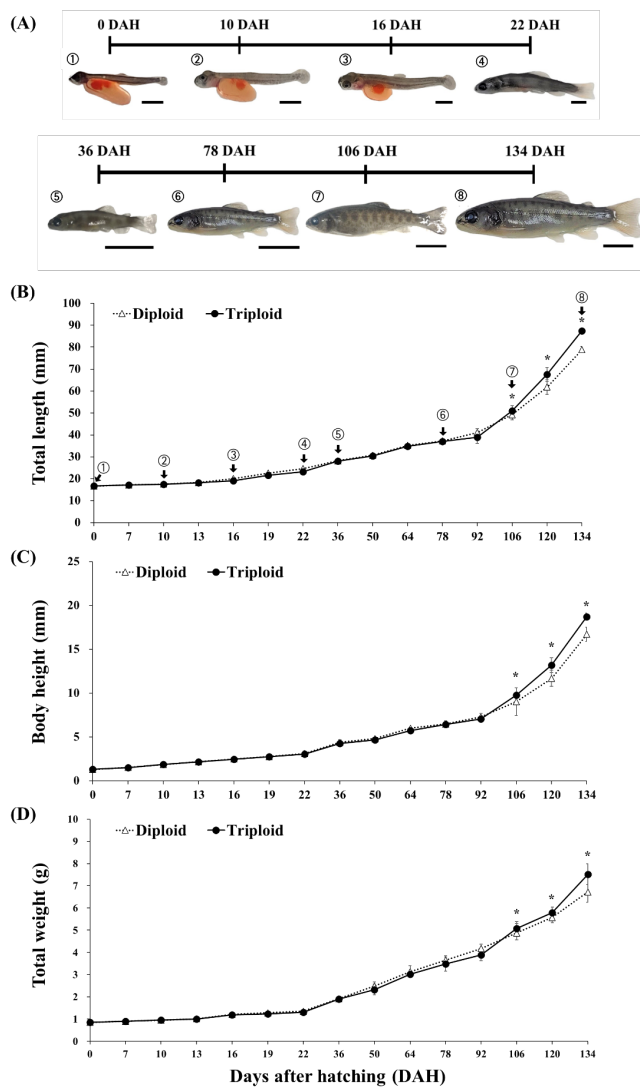 (A)
0 DAH 10 DAH 16 DAH 22 DAH
① ② ③ ④
36 DAH 78 DAH 106 DAH 134 DAH
⑤ ⑥ ⑦ ⑧
(B)
Total length (mm)
Diploid Triploid
100
90
80
70
60
50
40
30
20
10
0
① ② ③ ④ ⑤ ⑥ ⑦ ⑧
* * *
0 7 10 13 16 19 22 36 50 64 78 92 106 120 134
(C)
Body height (mm)
Diploid Triploid
25
20
15
10
5
0
* * *
0 7 10 13 16 19 22 36 50 64 78 92 106 120 134
(D)
Total weight (g)
Diploid Triploid
10
9
8
7
6
5
4
3
2
1
0
* * *
0 7 10 13 16 19 22 36 50 64 78 92 106 120 134
Days after hatching (DAH)